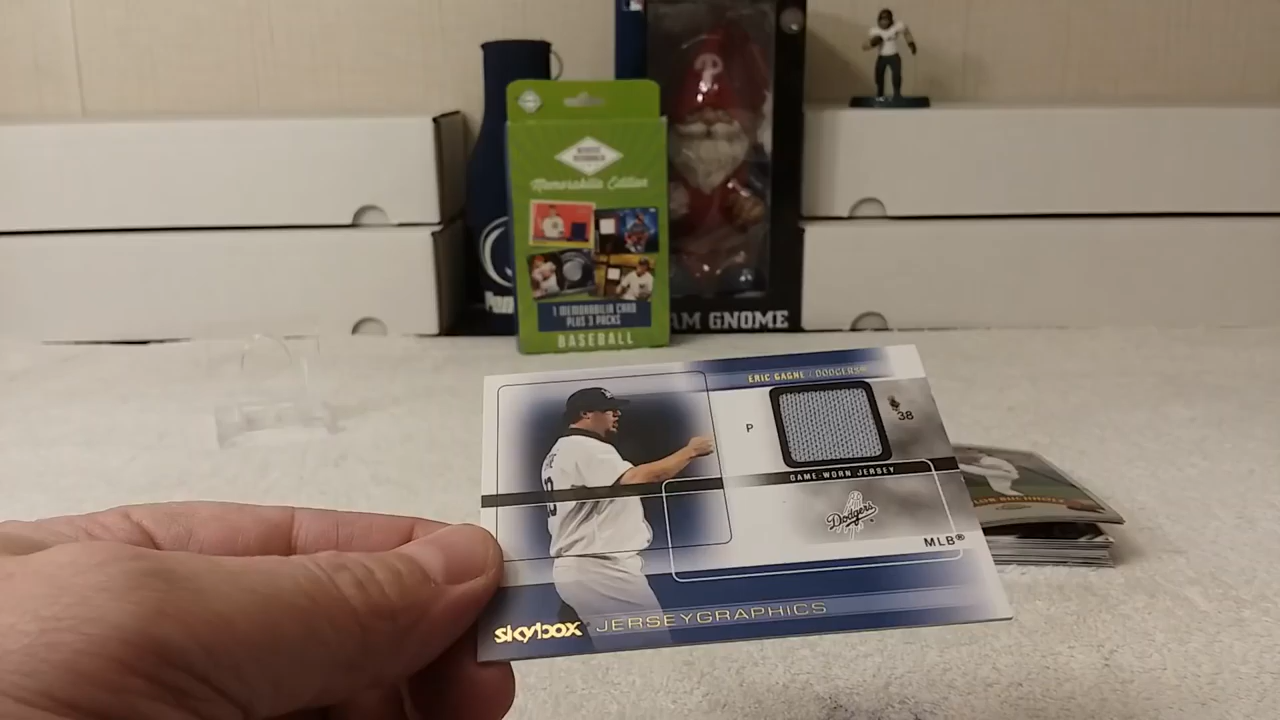 Memorabilia Edition
1 MEMORABILIA CARD
PLUS 3 PACKS
BASEBALL
AM GNOME
ERIC GAGNE / DODGERS
P
38
GAME-WORN JERSEY
Dodgers
MLB®
skybox JERSEYGRAPHICS